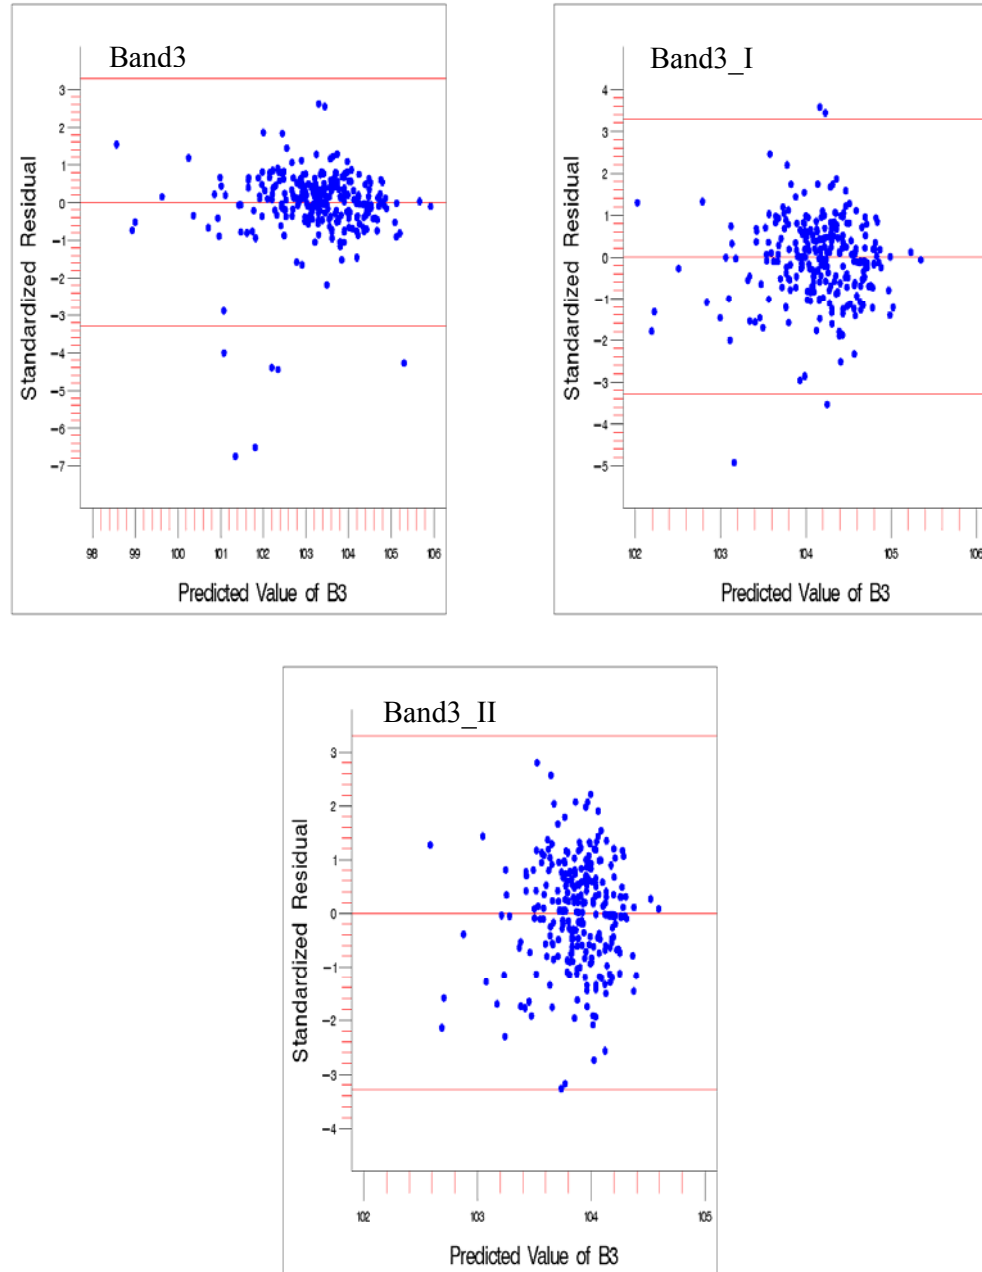 Band3
Standardized Residual
3
2
1
0
−1
−2
−3
−4
−5
−6
−7
98 99 100 101 102 103 104 105 106
Predicted Value of B3
Band3_I
Standardized Residual
4
3
2
1
0
−1
−2
−3
−4
−5
102 103 104 105 106
Predicted Value of B3
Band3_II
Standardized Residual
3
2
1
0
−1
−2
−3
−4
102 103 104 105
Predicted Value of B3